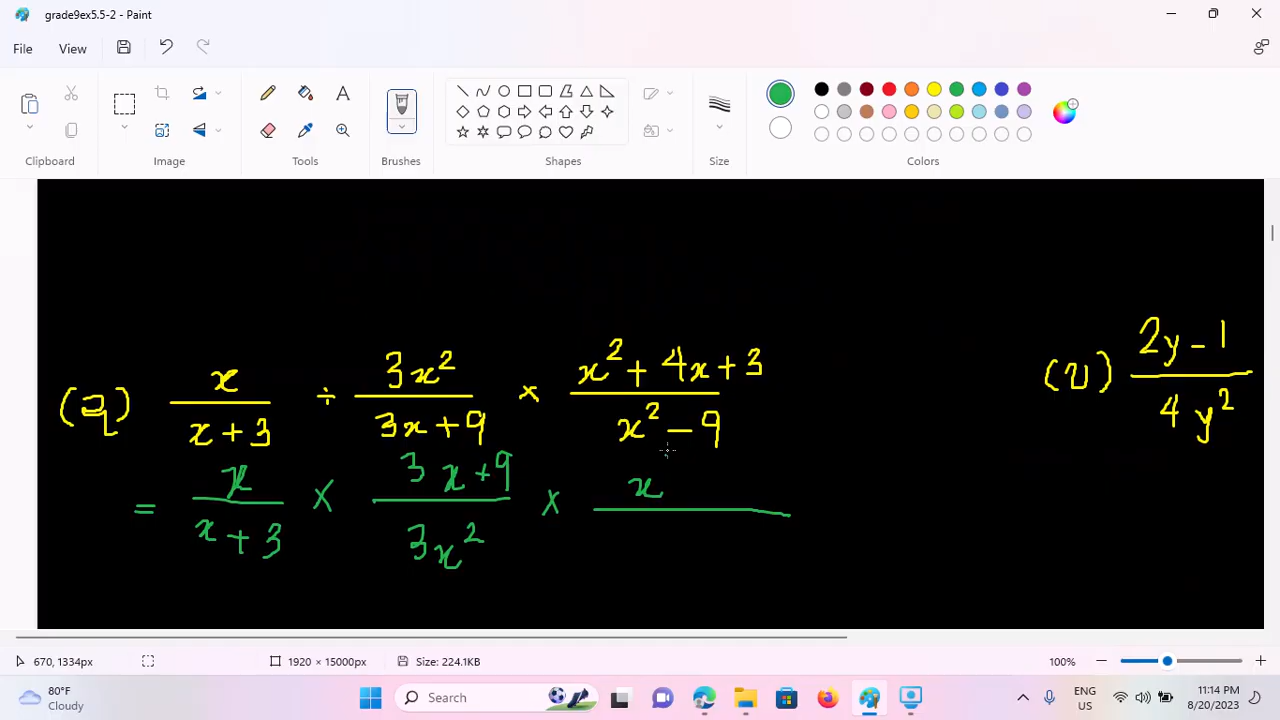 grade9ex5.5-2 - Paint
File View
Clipboard Image Tools Brushes Shapes Size Colors
(ခ) x/(x+3) ÷ 3x²/(3x+9) × (x²+4x+3)/(x²-9)
= x/(x+3) × (3x+9)/3x² × x
(ဎ) (2y-1)/4y²
670, 1334px 1920 × 15000px Size: 224.1KB 100%
80°F
Cloudy
Search
ENG
US
11:14 PM
8/20/2023